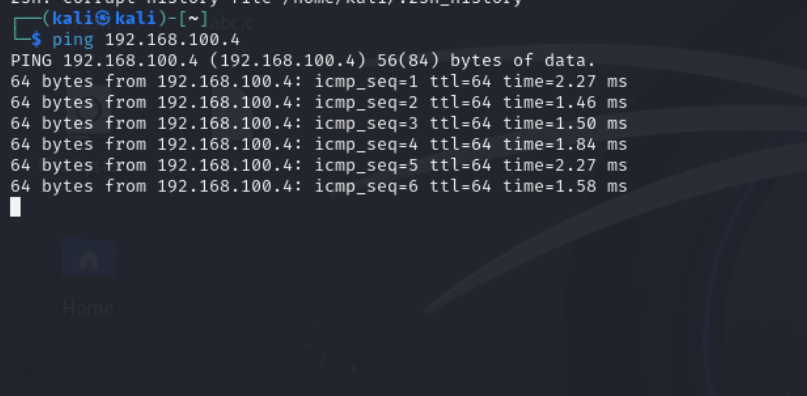 zsh: corrupt history file /home/kali/.zsh_history
┌──(kali㉿kali)-[~]
└─$ ping 192.168.100.4
PING 192.168.100.4 (192.168.100.4) 56(84) bytes of data.
64 bytes from 192.168.100.4: icmp_seq=1 ttl=64 time=2.27 ms
64 bytes from 192.168.100.4: icmp_seq=2 ttl=64 time=1.46 ms
64 bytes from 192.168.100.4: icmp_seq=3 ttl=64 time=1.50 ms
64 bytes from 192.168.100.4: icmp_seq=4 ttl=64 time=1.84 ms
64 bytes from 192.168.100.4: icmp_seq=5 ttl=64 time=2.27 ms
64 bytes from 192.168.100.4: icmp_seq=6 ttl=64 time=1.58 ms
Home